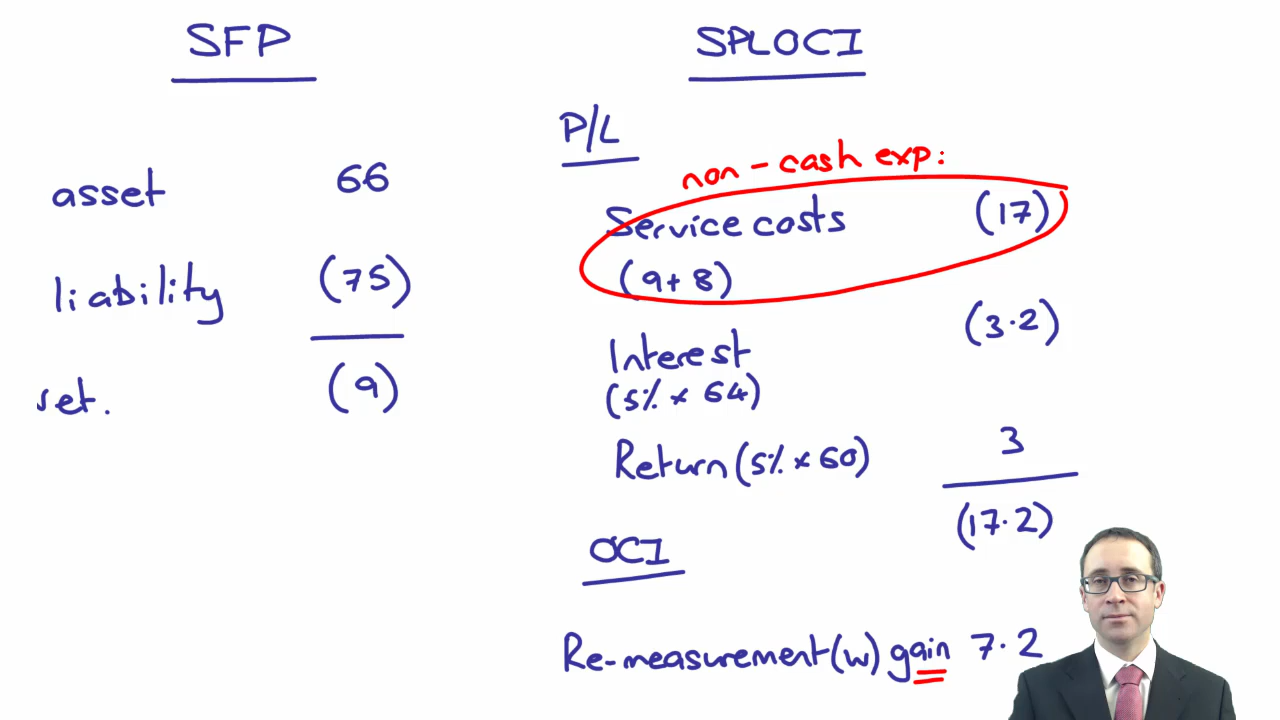 SFP
asset 66
liability (75)
(9)
SPLOCI
P/L
non-cash exp:
Service costs (17)
(9+8)
Interest (3.2)
(5% × 64)
Return (5% × 60) 3
(17.2)
OCI
Re-measurement(w) gain 7.2